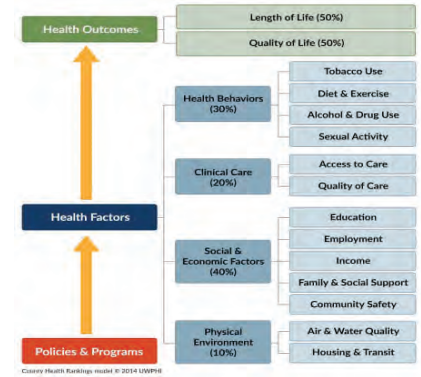 Health Outcomes
Length of Life (50%)
Quality of Life (50%)
Health Factors
Health Behaviors
(30%)
Tobacco Use
Diet & Exercise
Alcohol & Drug Use
Sexual Activity
Clinical Care
(20%)
Access to Care
Quality of Care
Social &
Economic Factors
(40%)
Education
Employment
Income
Family & Social Support
Community Safety
Physical
Environment
(10%)
Air & Water Quality
Housing & Transit
Policies & Programs
County Health Rankings model © 2014 UWPHI